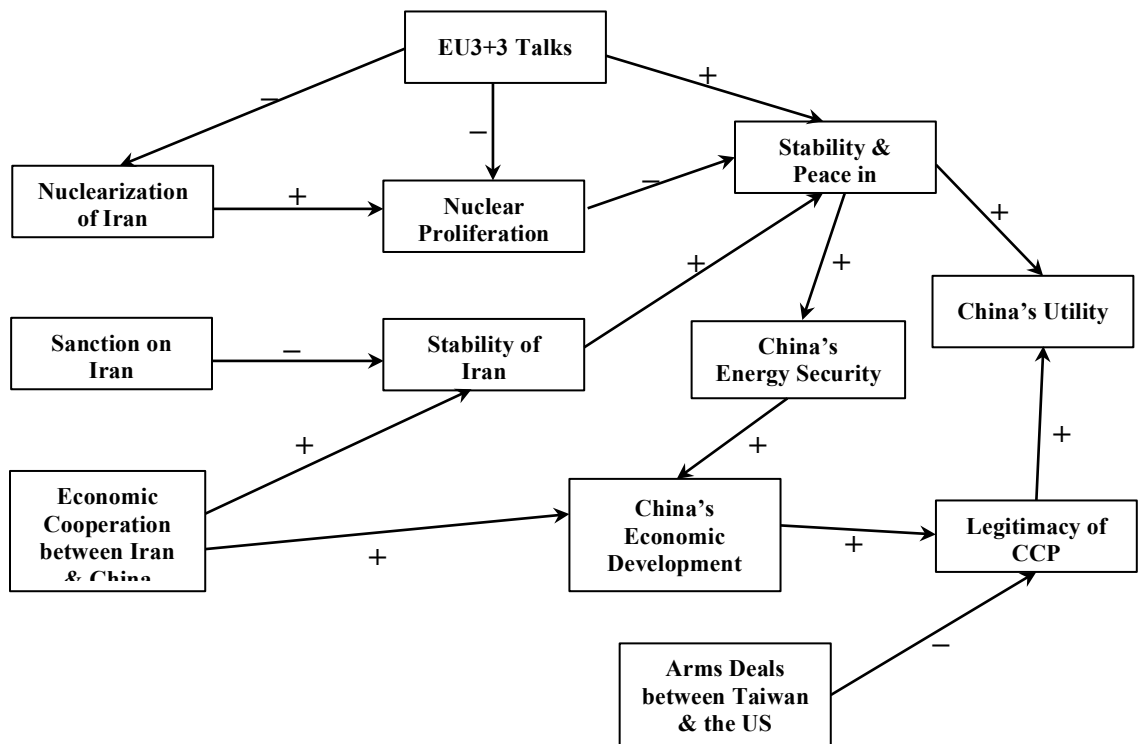 EU3+3 Talks
−
+
−
Stability &
Peace in
Nuclearization
of Iran
+
Nuclear
Proliferation
−
+
+
+
China's Utility
Sanction on
Iran
−
Stability of
Iran
China's
Energy Security
+
+
+
Economic
Cooperation
between Iran
& China
+
China's
Economic
Development
+
Legitimacy of
CCP
−
Arms Deals
between Taiwan
& the US